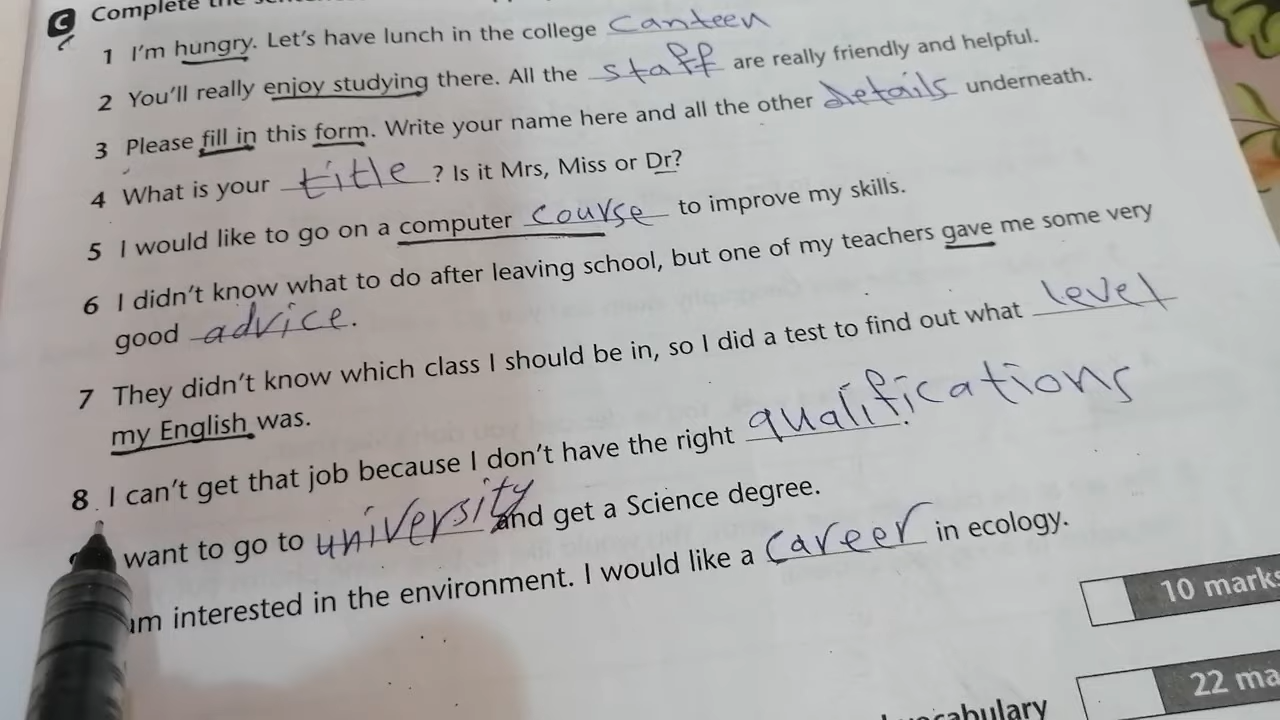 C Complete the
1 I'm hungry. Let's have lunch in the college canteen
2 You'll really enjoy studying there. All the staff are really friendly and helpful.
3 Please fill in this form. Write your name here and all the other details underneath.
4 What is your title? Is it Mrs, Miss or Dr?
5 I would like to go on a computer course to improve my skills.
6 I didn't know what to do after leaving school, but one of my teachers gave me some very
good advice.
7 They didn't know which class I should be in, so I did a test to find out what level
my English was.
8 I can't get that job because I don't have the right qualifications.
want to go to university and get a Science degree.
am interested in the environment. I would like a career in ecology.
10 marks
22 ma
vocabulary